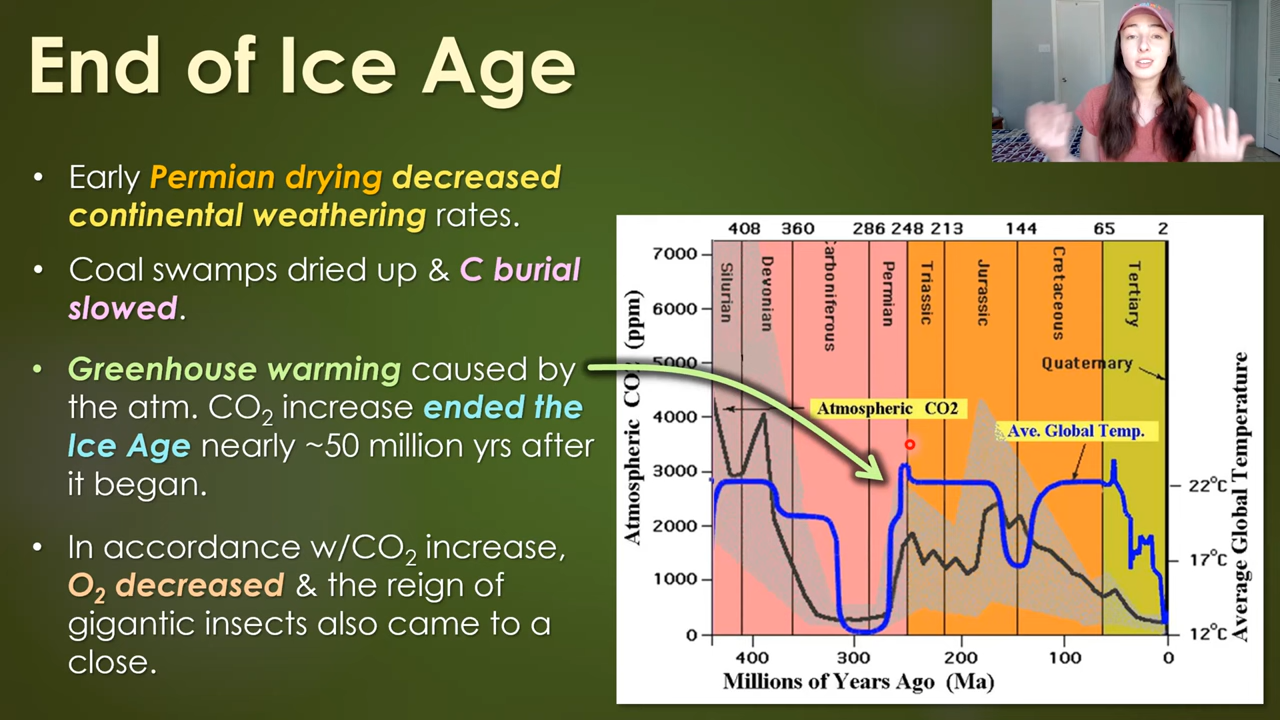 End of Ice Age
• Early Permian drying decreased
continental weathering rates.
• Coal swamps dried up & C burial
slowed.
• Greenhouse warming caused by
the atm. CO2 increase ended the
Ice Age nearly ~50 million yrs after
it began.
• In accordance w/CO2 increase,
O2 decreased & the reign of
gigantic insects also came to a
close.
408 360 286 248 213 144 65 2
7000
6000
5000
4000
3000
2000
1000
0
Atmospheric CO2 (ppm)
Silurian
Devonian
Carboniferous
Permian
Triassic
Jurassic
Cretaceous
Tertiary
Quaternary
Atmospheric CO2
Ave. Global Temp.
22°C
17°C
12°C
Average Global Temperature
400 300 200 100 0
Millions of Years Ago (Ma)